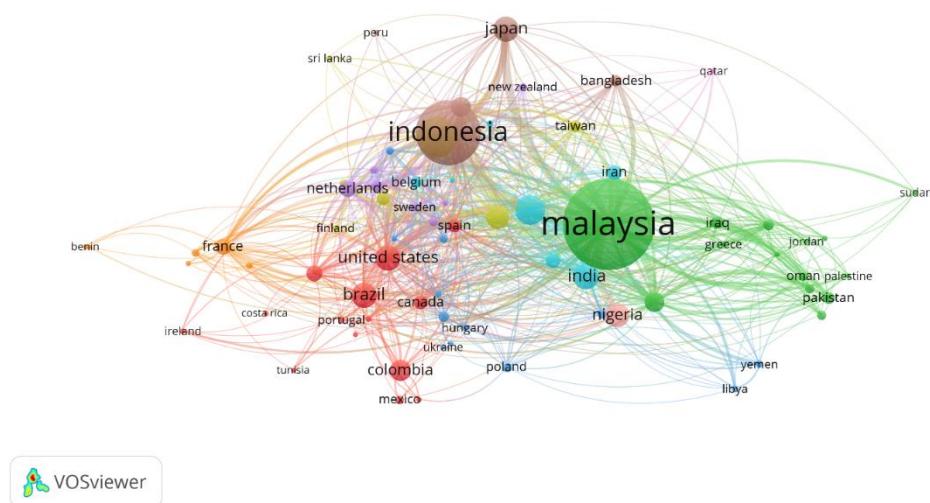 japan
peru
sri lanka
qatar
bangladesh
new zealand
taiwan
indonesia
iran
belgium
netherlands
sudan
sweden
malaysia
iraq
spain
finland
jordan
greece
benin
france
united states
india
oman
palestine
brazil
pakistan
canada
nigeria
costa rica
portugal
hungary
ireland
ukraine
yemen
poland
tunisia
colombia
libya
mexico
VOSviewer